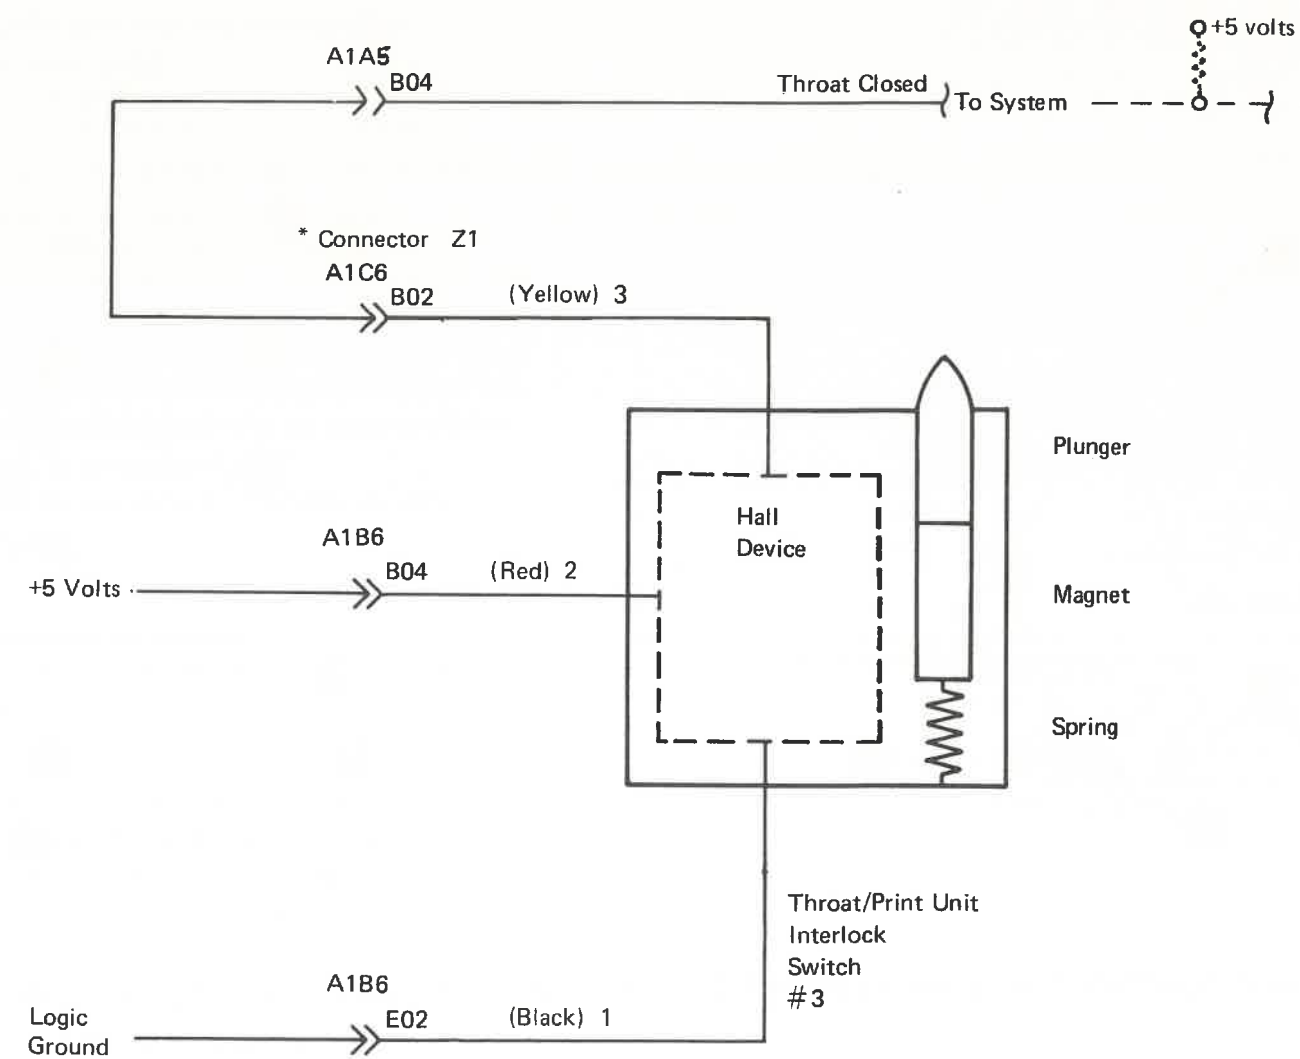 +5 volts
A1A5
B04
Throat Closed
To System
* Connector Z1
A1C6
B02
(Yellow) 3
Plunger
Hall
Device
A1B6
B04
(Red) 2
+5 Volts
Magnet
Spring
Throat/Print Unit
Interlock
Switch
#3
A1B6
E02
(Black) 1
Logic
Ground